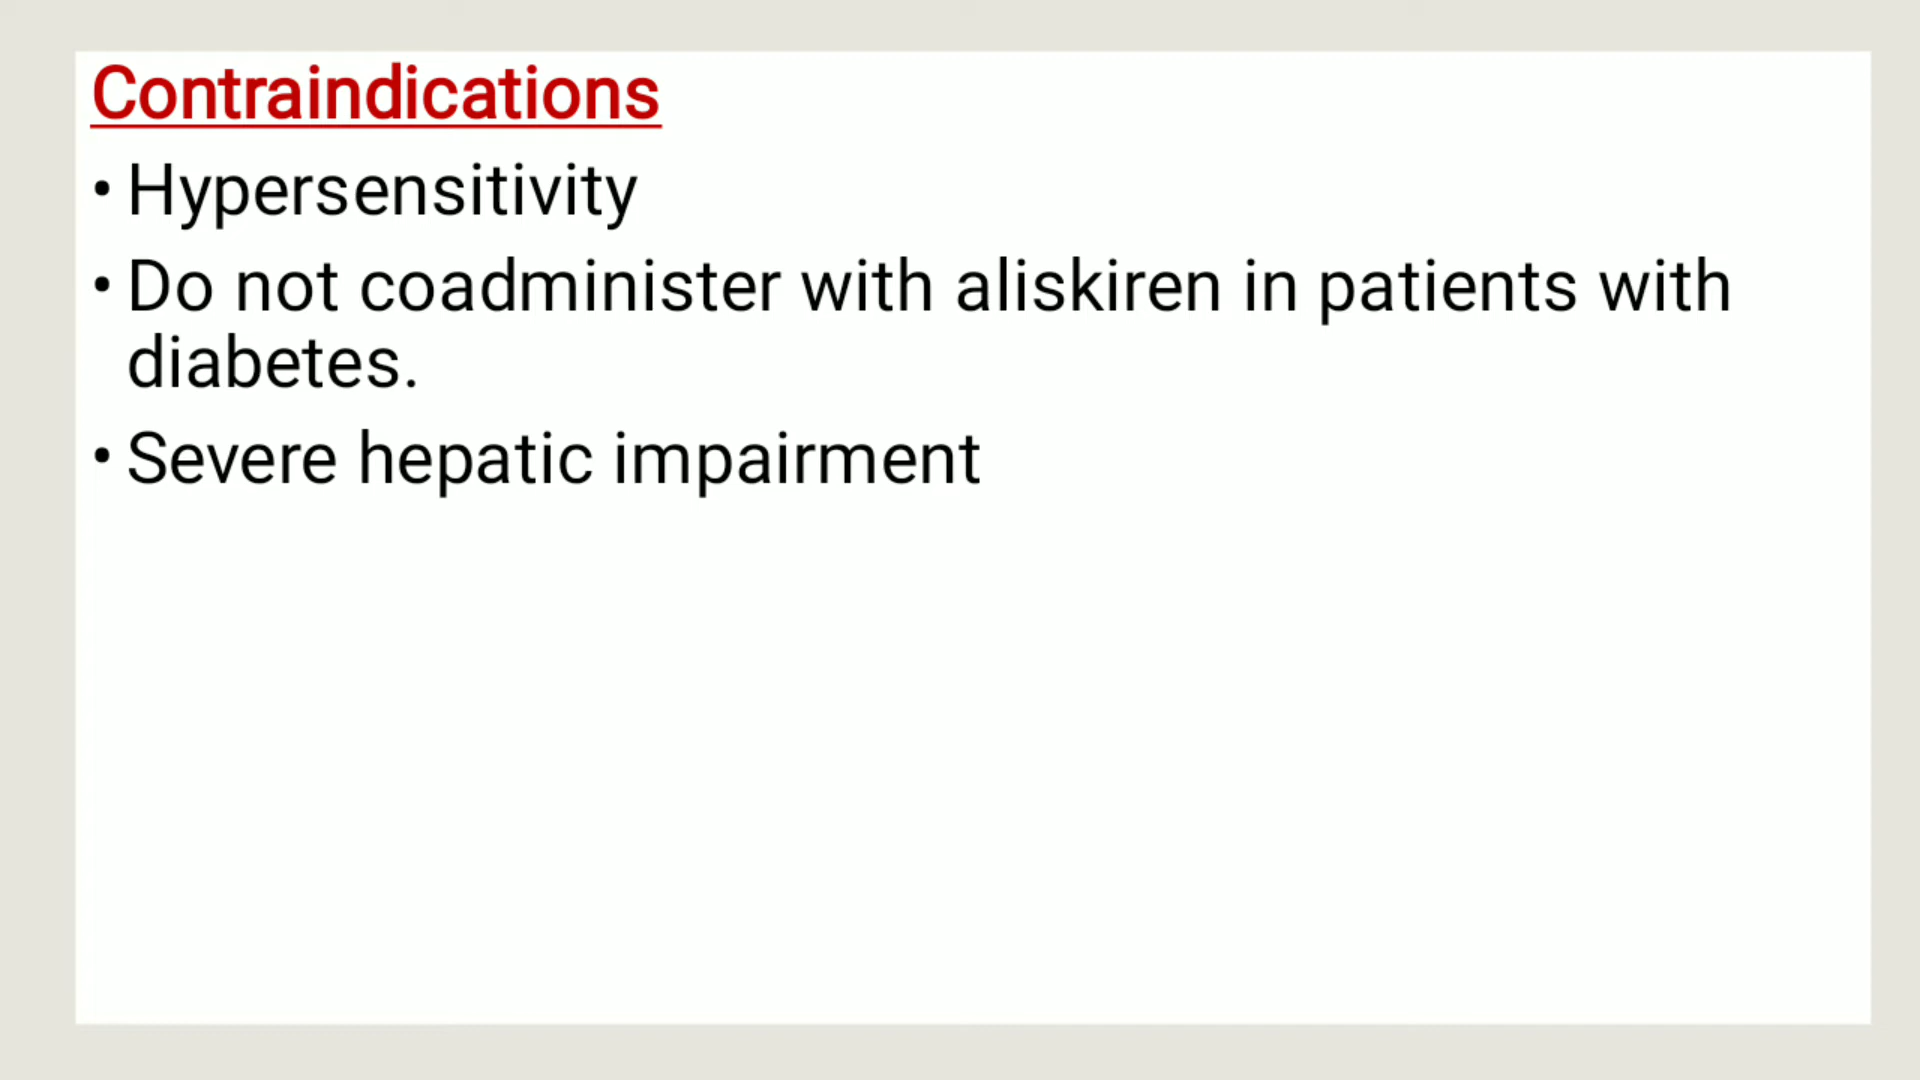 Contraindications
• Hypersensitivity
• Do not coadminister with aliskiren in patients with
diabetes.
• Severe hepatic impairment